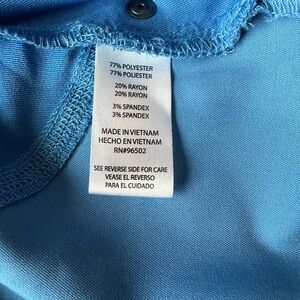 77% POLYESTER
77% POLIESTER
20% RAYON
20% RAYON
3% SPANDEX
3% SPANDEX
MADE IN VIETNAM
HECHO EN VIETNAM
RN#96502
SEE REVERSE SIDE FOR CARE
VEASE EL REVERSO
PARA EL CUIDADO